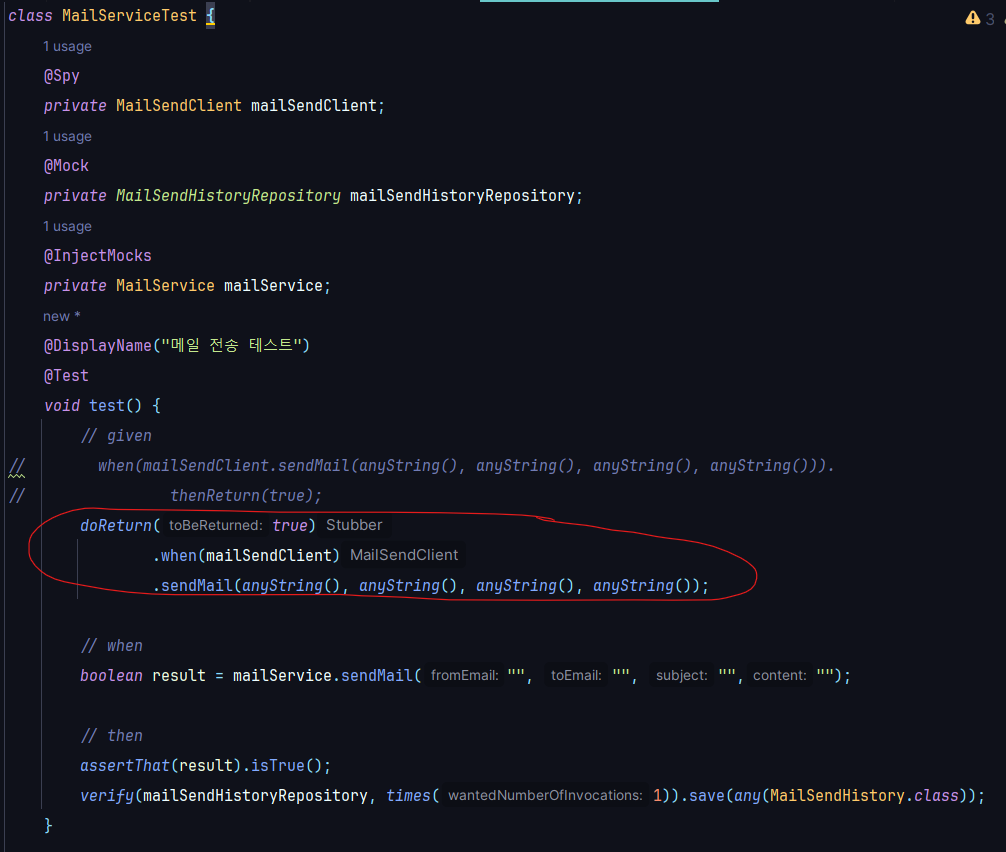 class MailServiceTest {
3
1 usage
@Spy
private MailSendClient mailSendClient;
1 usage
@Mock
private MailSendHistoryRepository mailSendHistoryRepository;
1 usage
@InjectMocks
private MailService mailService;
new *
@DisplayName("메일 전송 테스트")
@Test
void test() {
// given
// when(mailSendClient.sendMail(anyString(), anyString(), anyString(), anyString())).
// thenReturn(true);
doReturn( toBeReturned: true) Stubber
.when(mailSendClient) MailSendClient
.sendMail(anyString(), anyString(), anyString(), anyString());
// when
boolean result = mailService.sendMail( fromEmail: "", toEmail: "", subject: "", content: "");
// then
assertThat(result).isTrue();
verify(mailSendHistoryRepository, times( wantedNumberOfInvocations: 1)).save(any(MailSendHistory.class));
}